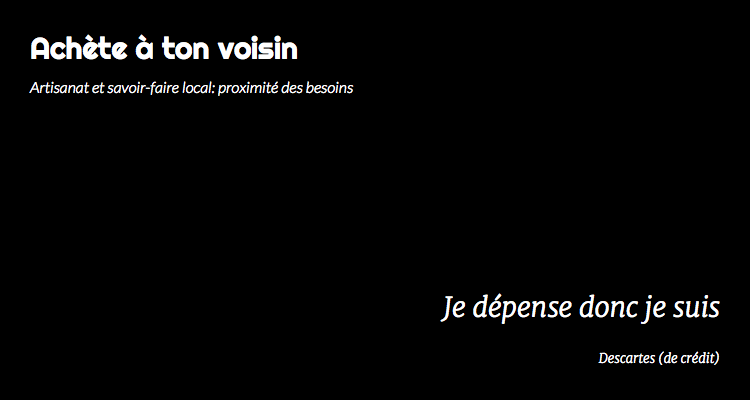 Achète à ton voisin
Artisanat et savoir-faire local: proximité des besoins
Je dépense donc je suis
Descartes (de crédit)